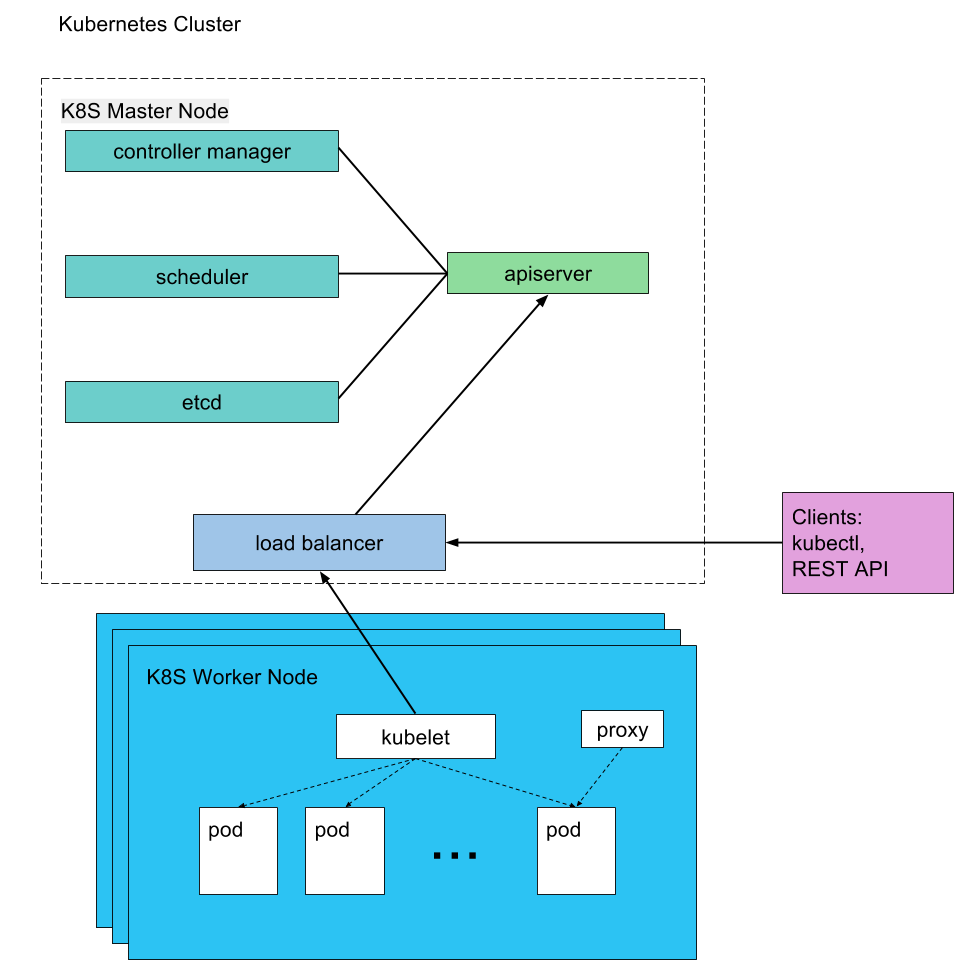 Kubernetes Cluster
K8S Master Node
controller manager
scheduler
apiserver
etcd
load balancer
Clients:
kubectl,
REST API
K8S Worker Node
kubelet
proxy
pod
pod
...
pod